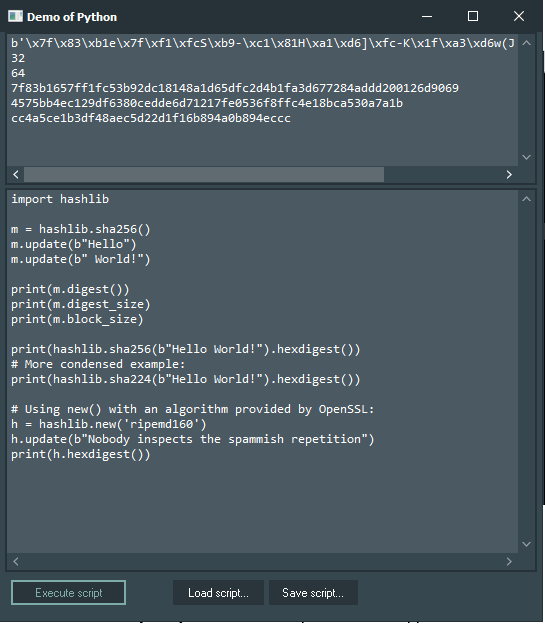 Demo of Python
b'\x7f\x83\xb1e\x7f\xf1\xfcS\xb9-\xc1\x81H\xa1\xd6]\xfc-K\x1f\xa3\xd6w(J
32
64
7f83b1657ff1fc53b92dc18148a1d65dfc2d4b1fa3d677284addd200126d9069
4575bb4ec129df6380cedde6d71217fe0536f8ffc4e18bca530a7a1b
cc4a5ce1b3df48aec5d22d1f16b894a0b894eccc
import hashlib
m = hashlib.sha256()
m.update(b"Hello")
m.update(b" World!")
print(m.digest())
print(m.digest_size)
print(m.block_size)
print(hashlib.sha256(b"Hello World!").hexdigest())
# More condensed example:
print(hashlib.sha224(b"Hello World!").hexdigest())
# Using new() with an algorithm provided by OpenSSL:
h = hashlib.new('ripemd160')
h.update(b"Nobody inspects the spammish repetition")
print(h.hexdigest())
Execute script
Load script...
Save script...